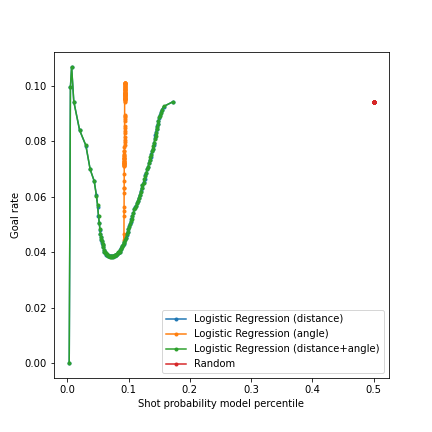 0.10
0.08
0.06
0.04
0.02
0.00
Goal rate
0.0 0.1 0.2 0.3 0.4 0.5
Shot probability model percentile
Logistic Regression (distance)
Logistic Regression (angle)
Logistic Regression (distance+angle)
Random